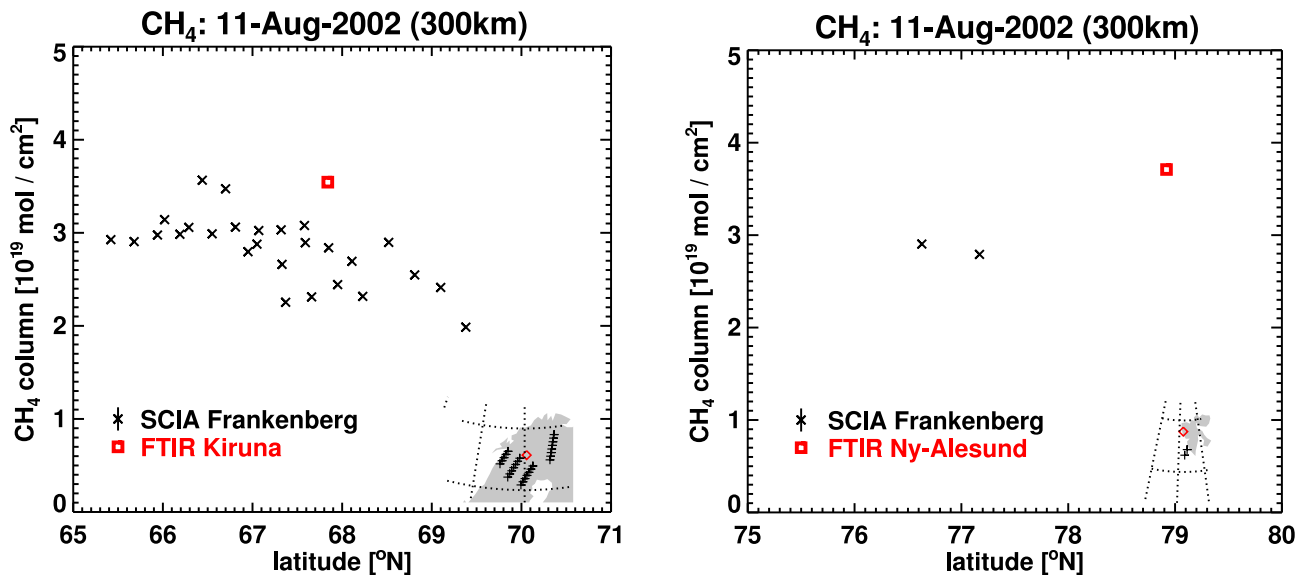 CH4: 11-Aug-2002 (300km)
CH4 column [10^19 mol / cm^2]
5
4
3
2
1
0
SCIA Frankenberg
FTIR Kiruna
65 66 67 68 69 70 71
latitude [oN]
CH4: 11-Aug-2002 (300km)
CH4 column [10^19 mol / cm^2]
5
4
3
2
1
0
SCIA Frankenberg
FTIR Ny-Alesund
75 76 77 78 79 80
latitude [oN]